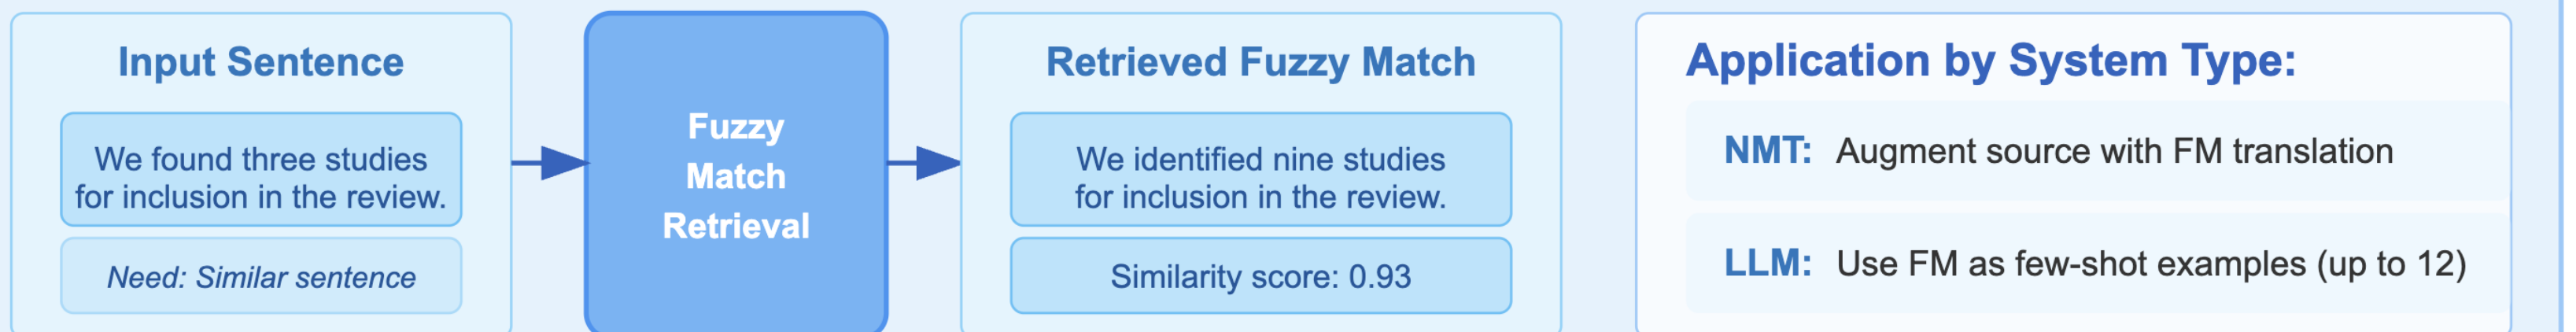 Input Sentence
We found three studies
for inclusion in the review.
Need: Similar sentence
Fuzzy
Match
Retrieval
Retrieved Fuzzy Match
We identified nine studies
for inclusion in the review.
Similarity score: 0.93
Application by System Type:
NMT: Augment source with FM translation
LLM: Use FM as few-shot examples (up to 12)